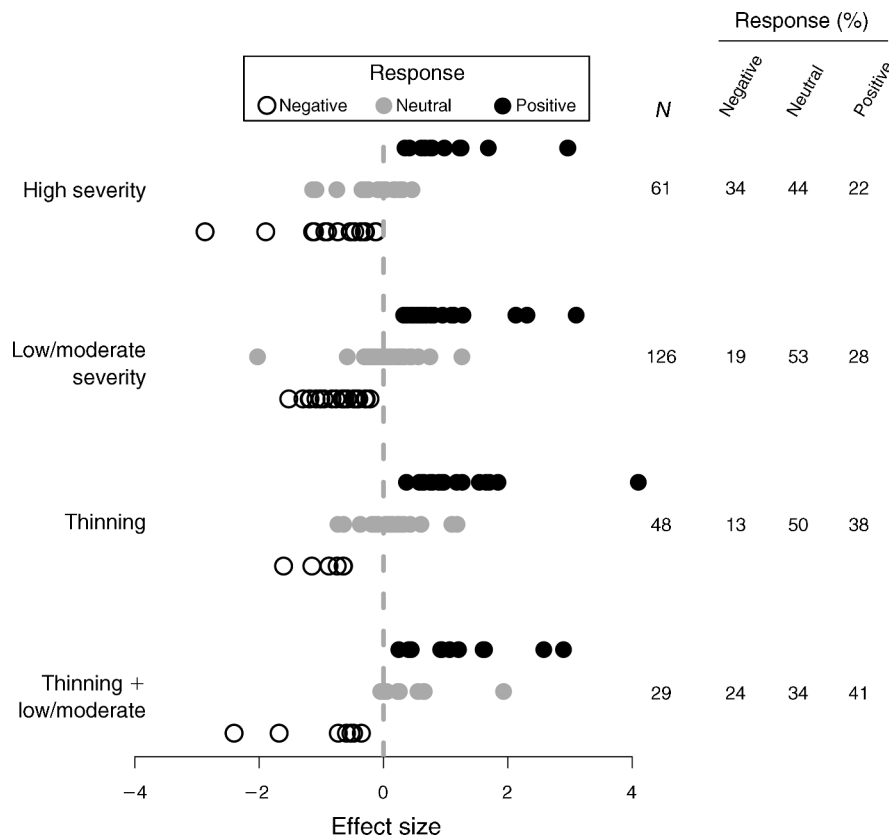 Response (%)
Response
Negative Neutral Positive
N Negative Neutral Positive
High severity 61 34 44 22
Low/moderate
severity 126 19 53 28
Thinning 48 13 50 38
Thinning +
low/moderate 29 24 34 41
−4 −2 0 2 4
Effect size